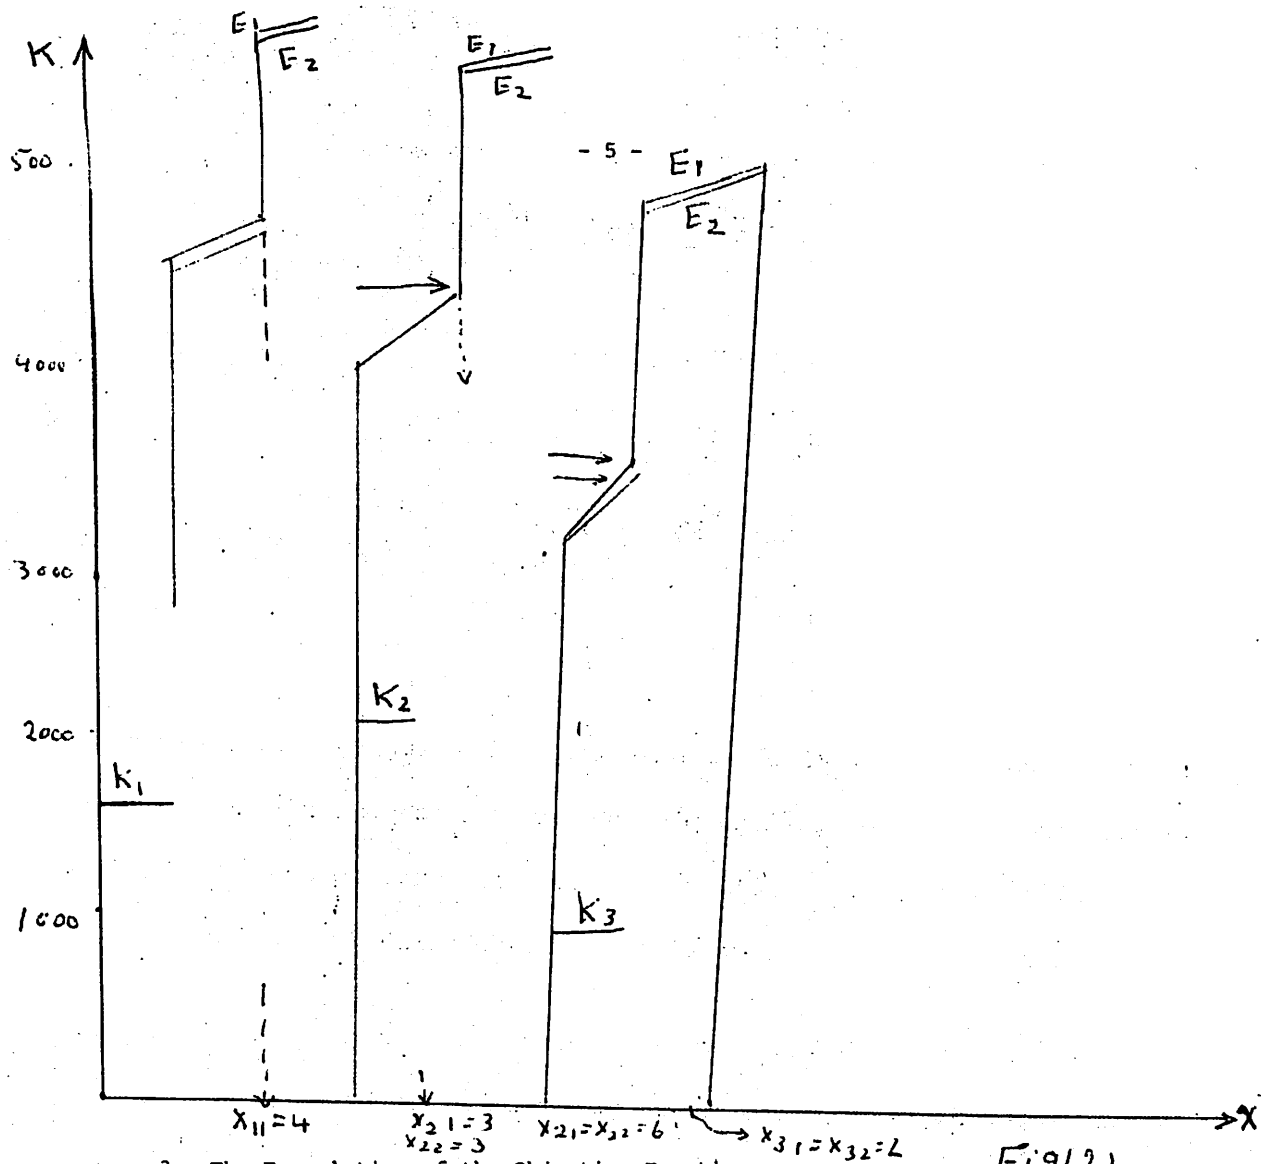 E1
E2
K
E1
E2
500
- 5 -
E1
E2
4000
3000
K2
2000
K1
1000
K3
x11=4
x21=3
x22=3
x21=x22=6
x31=x32=L
X
Fig(2)